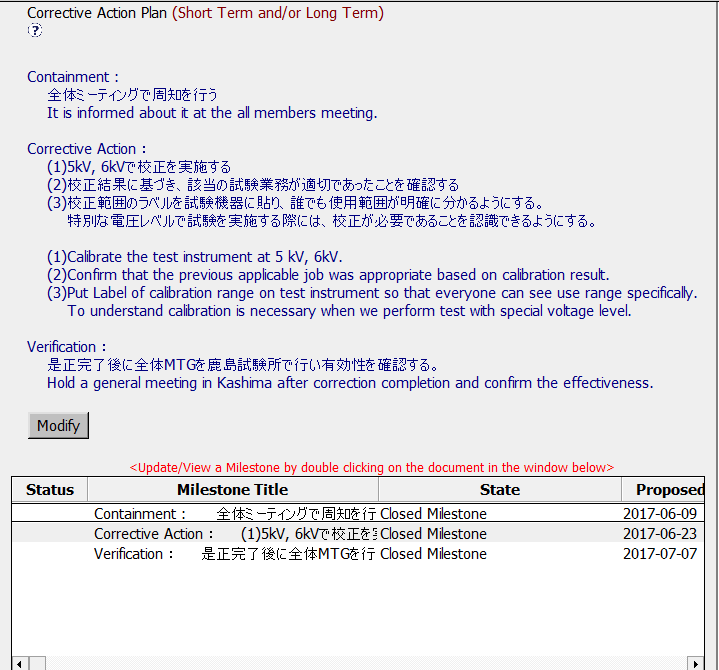 Corrective Action Plan (Short Term and/or Long Term)
?
Containment :
全体ミーティングで周知を行う
It is informed about it at the all members meeting.
Corrective Action :
(1)5kV, 6kVで校正を実施する
(2)校正結果に基づき、該当の試験業務が適切であったことを確認する
(3)校正範囲のラベルを試験機器に貼り、誰でも使用範囲が明確に分かるようにする。
特別な電圧レベルで試験を実施する際には、校正が必要であることを認識できるようにする。
(1)Calibrate the test instrument at 5 kV, 6kV.
(2)Confirm that the previous applicable job was appropriate based on calibration result.
(3)Put Label of calibration range on test instrument so that everyone can see use range specifically.
To understand calibration is necessary when we perform test with special voltage level.
Verification :
是正完了後に全体MTGを鹿島試験所で行い有効性を確認する。
Hold a general meeting in Kashima after correction completion and confirm the effectiveness.
Modify
<Update/View a Milestone by double clicking on the document in the window below>
Status Milestone Title State Proposed
Containment : 全体ミーティングで周知を行 Closed Milestone 2017-06-09
Corrective Action : (1)5kV, 6kVで校正を Closed Milestone 2017-06-23
Verification : 是正完了後に全体MTGを行 Closed Milestone 2017-07-07